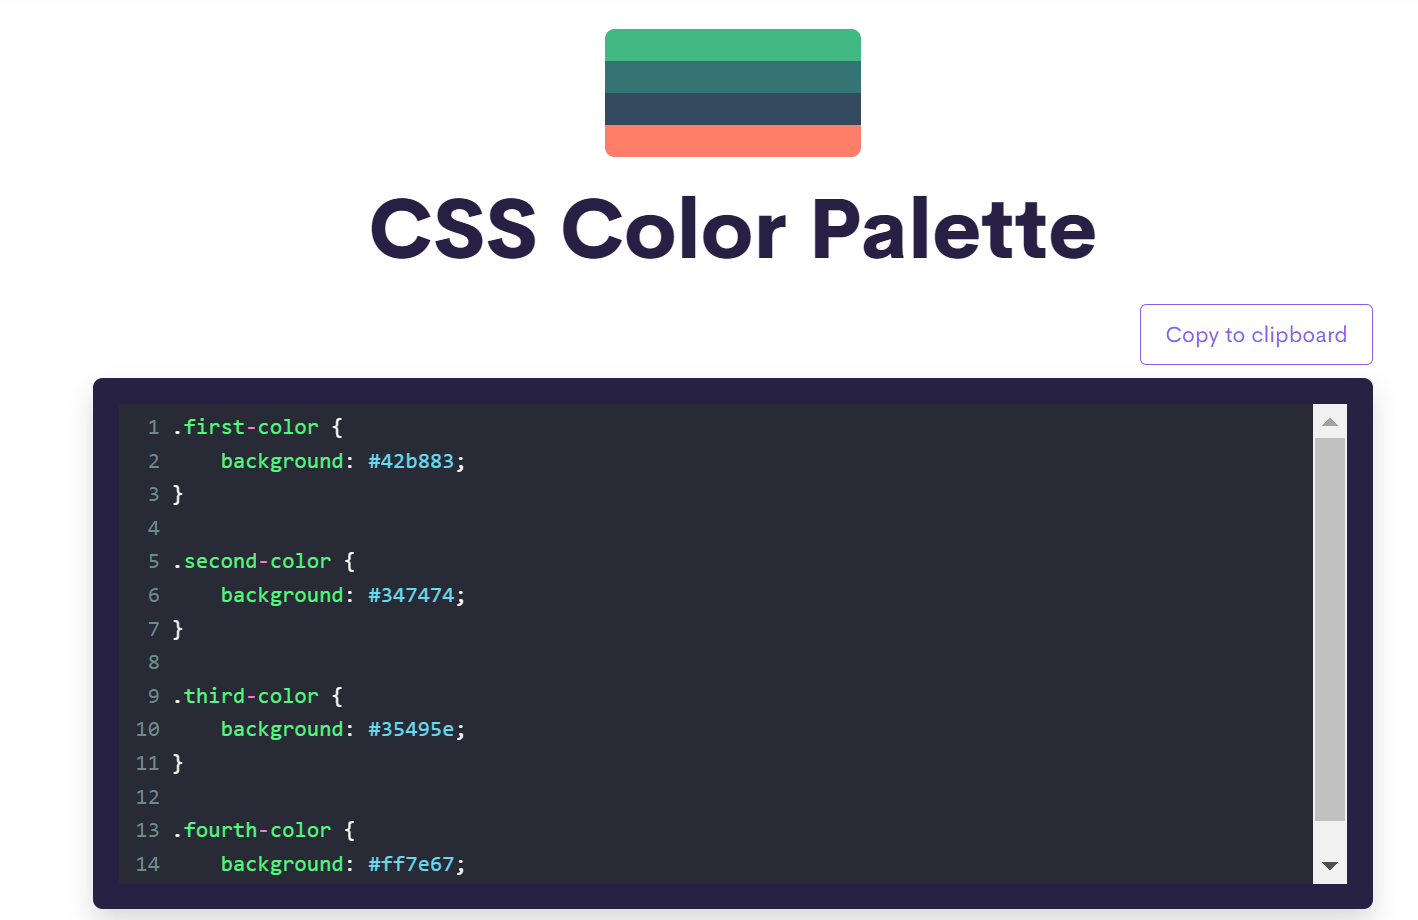 CSS Color Palette
Copy to clipboard
1 .first-color {
2     background: #42b883;
3 }
4
5 .second-color {
6     background: #347474;
7 }
8
9 .third-color {
10     background: #35495e;
11 }
12
13 .fourth-color {
14     background: #ff7e67;